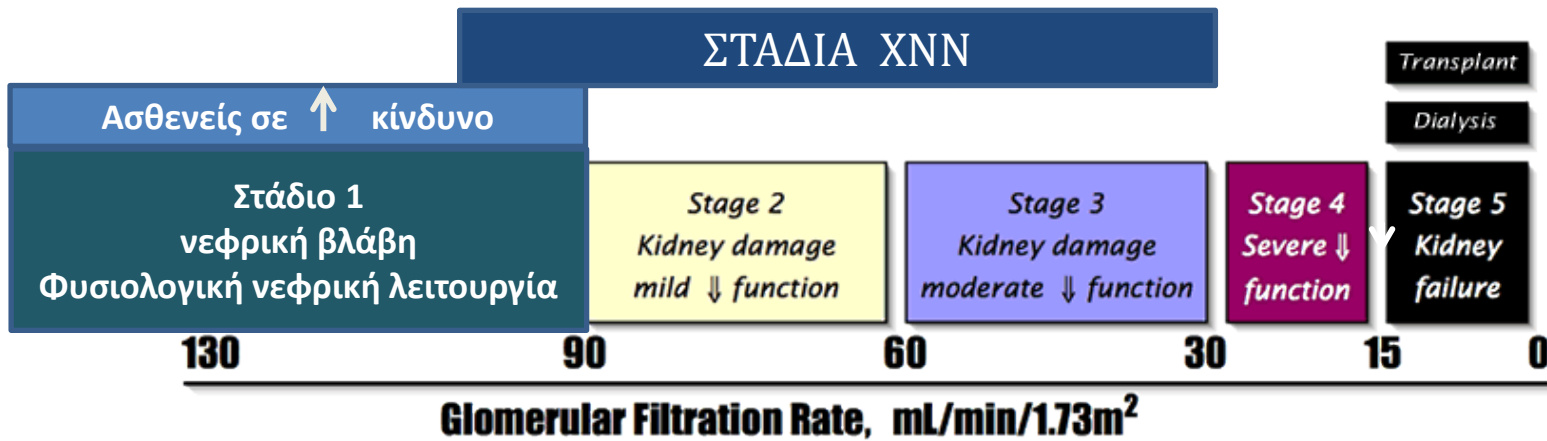 ΣΤΑΔΙΑ ΧΝΝ
Transplant
Ασθενείς σε ↑ κίνδυνο
Dialysis
Στάδιο 1
νεφρική βλάβη
Φυσιολογική νεφρική λειτουργία
Stage 2
Kidney damage
mild ⇓ function
Stage 3
Kidney damage
moderate ⇓ function
Stage 4
Severe ⇓
function
Stage 5
Kidney
failure
130 90 60 30 15 0
Glomerular Filtration Rate, mL/min/1.73m²